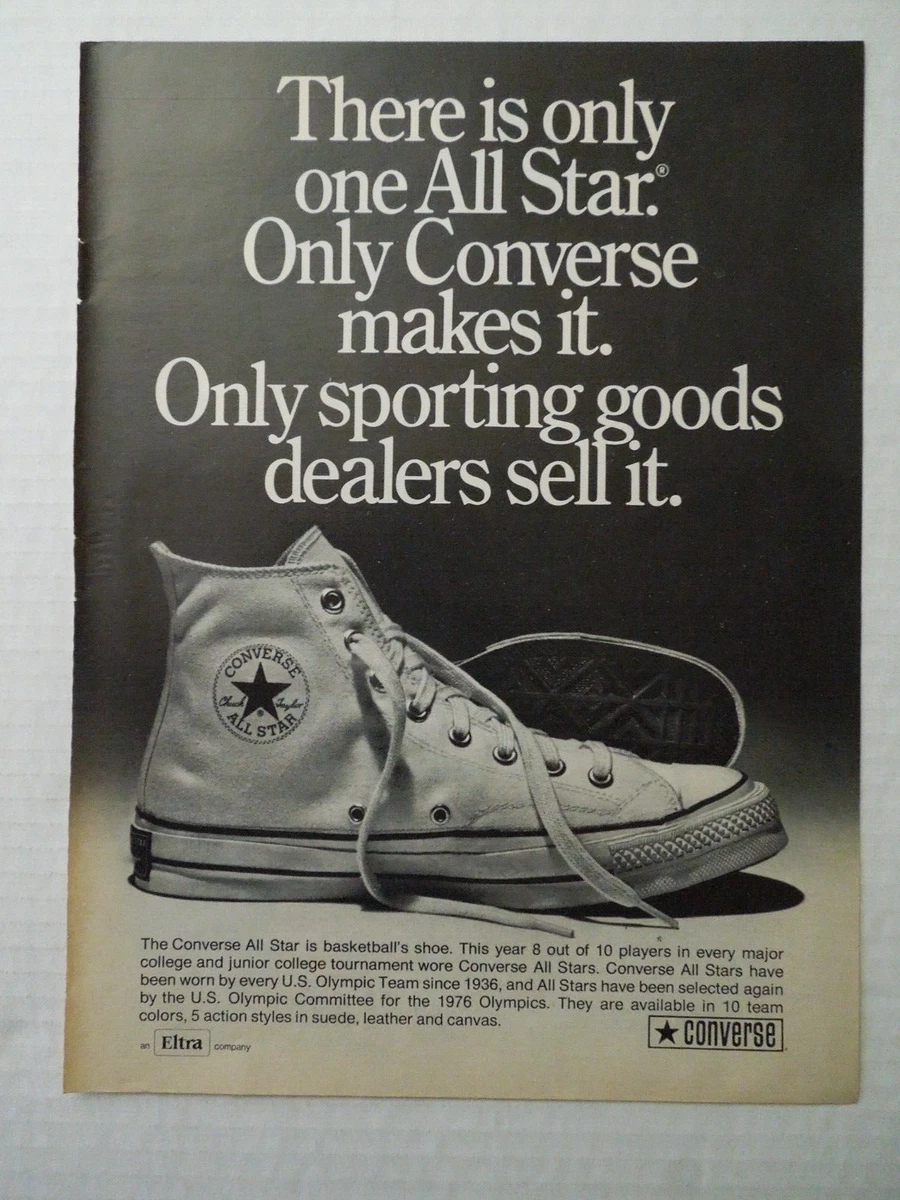 There is only
one All Star.®
Only Converse
makes it.
Only sporting goods
dealers sell it.
CONVERSE
Chuck Taylor
®
ALL STAR
The Converse All Star is basketball's shoe. This year 8 out of 10 players in every major
college and junior college tournament wore Converse All Stars. Converse All Stars have
been worn by every U.S. Olympic Team since 1936, and All Stars have been selected again
by the U.S. Olympic Committee for the 1976 Olympics. They are available in 10 team
colors, 5 action styles in suede, leather and canvas.
an Eltra company
★ converse